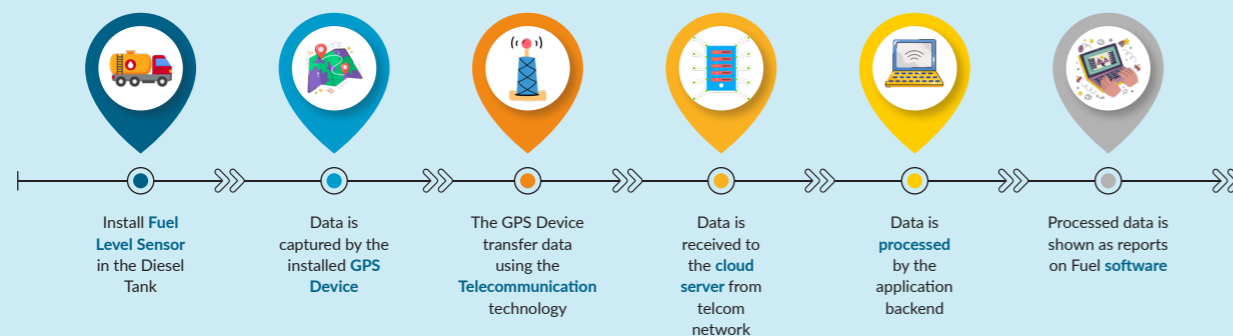 Install Fuel
Level Sensor
in the Diesel
Tank
Data is
captured by the
installed GPS
Device
The GPS Device
transfer data
using the
Telecommunication
technology
Data is
received to
the cloud
server from
telcom
network
Data is
processed
by the
application
backend
Processed data is
shown as reports
on Fuel software